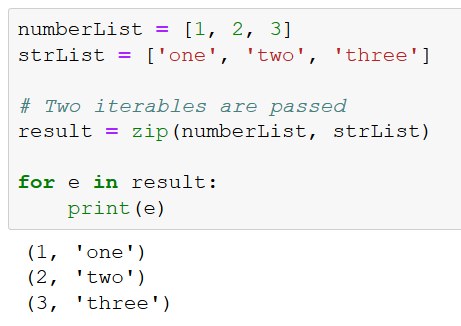 numberList = [1, 2, 3]
strList = ['one', 'two', 'three']
# Two iterables are passed
result = zip(numberList, strList)
for e in result:
    print(e)
(1, 'one')
(2, 'two')
(3, 'three')